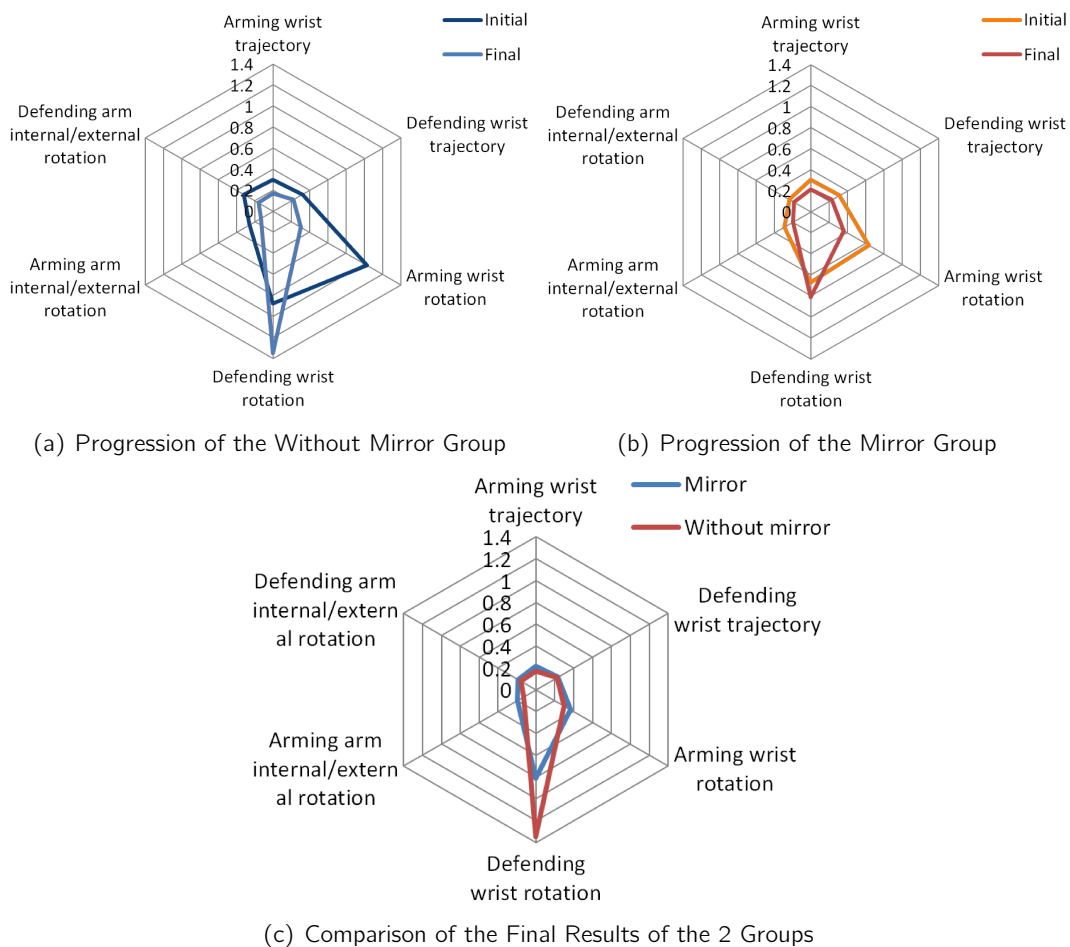 Initial
Final
Arming wrist
trajectory
1.4
1.2
1
0.8
0.6
0.4
0.2
0
Defending wrist
trajectory
Arming wrist
rotation
Defending wrist
rotation
Arming arm
internal/external
rotation
Defending arm
internal/external
rotation
(a) Progression of the Without Mirror Group
Initial
Final
Arming wrist
trajectory
1.4
1.2
1
0.8
0.6
0.4
0.2
0
Defending wrist
trajectory
Arming wrist
rotation
Defending wrist
rotation
Arming arm
internal/external
rotation
Defending arm
internal/external
rotation
(b) Progression of the Mirror Group
Mirror
Without mirror
Arming wrist
trajectory
1.4
1.2
1
0.8
0.6
0.4
0.2
0
Defending
wrist trajectory
Arming wrist
rotation
Defending
wrist rotation
Arming arm
internal/extern
al rotation
Defending arm
internal/extern
al rotation
(c) Comparison of the Final Results of the 2 Groups